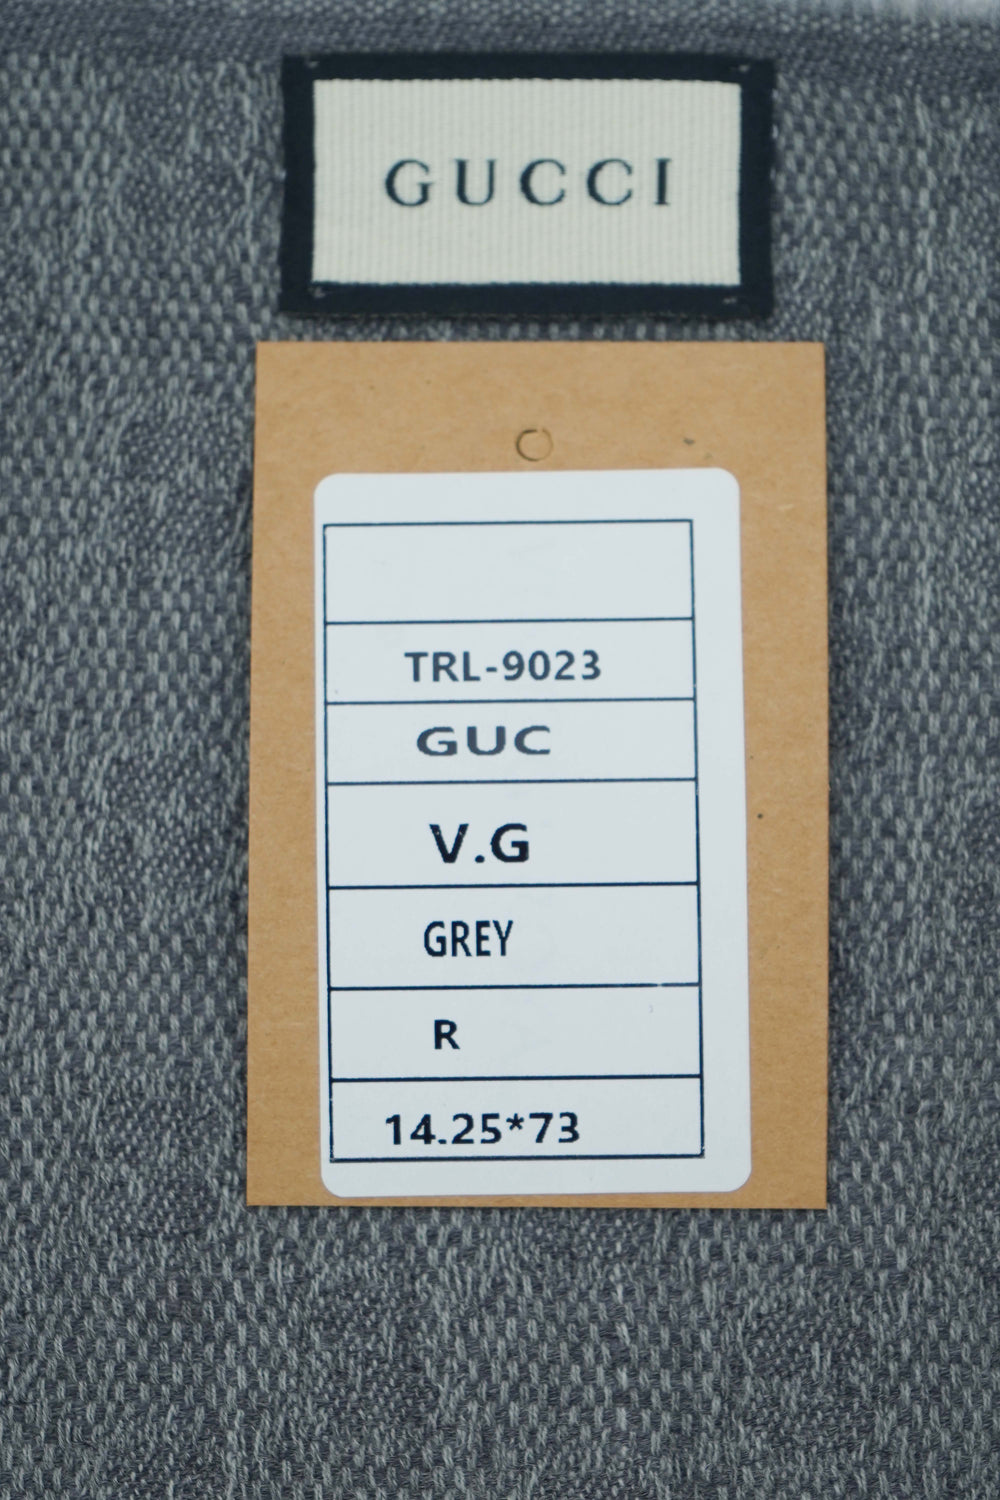 GUCCI
TRL-9023
GUC
V.G
GREY
R
14.25*73